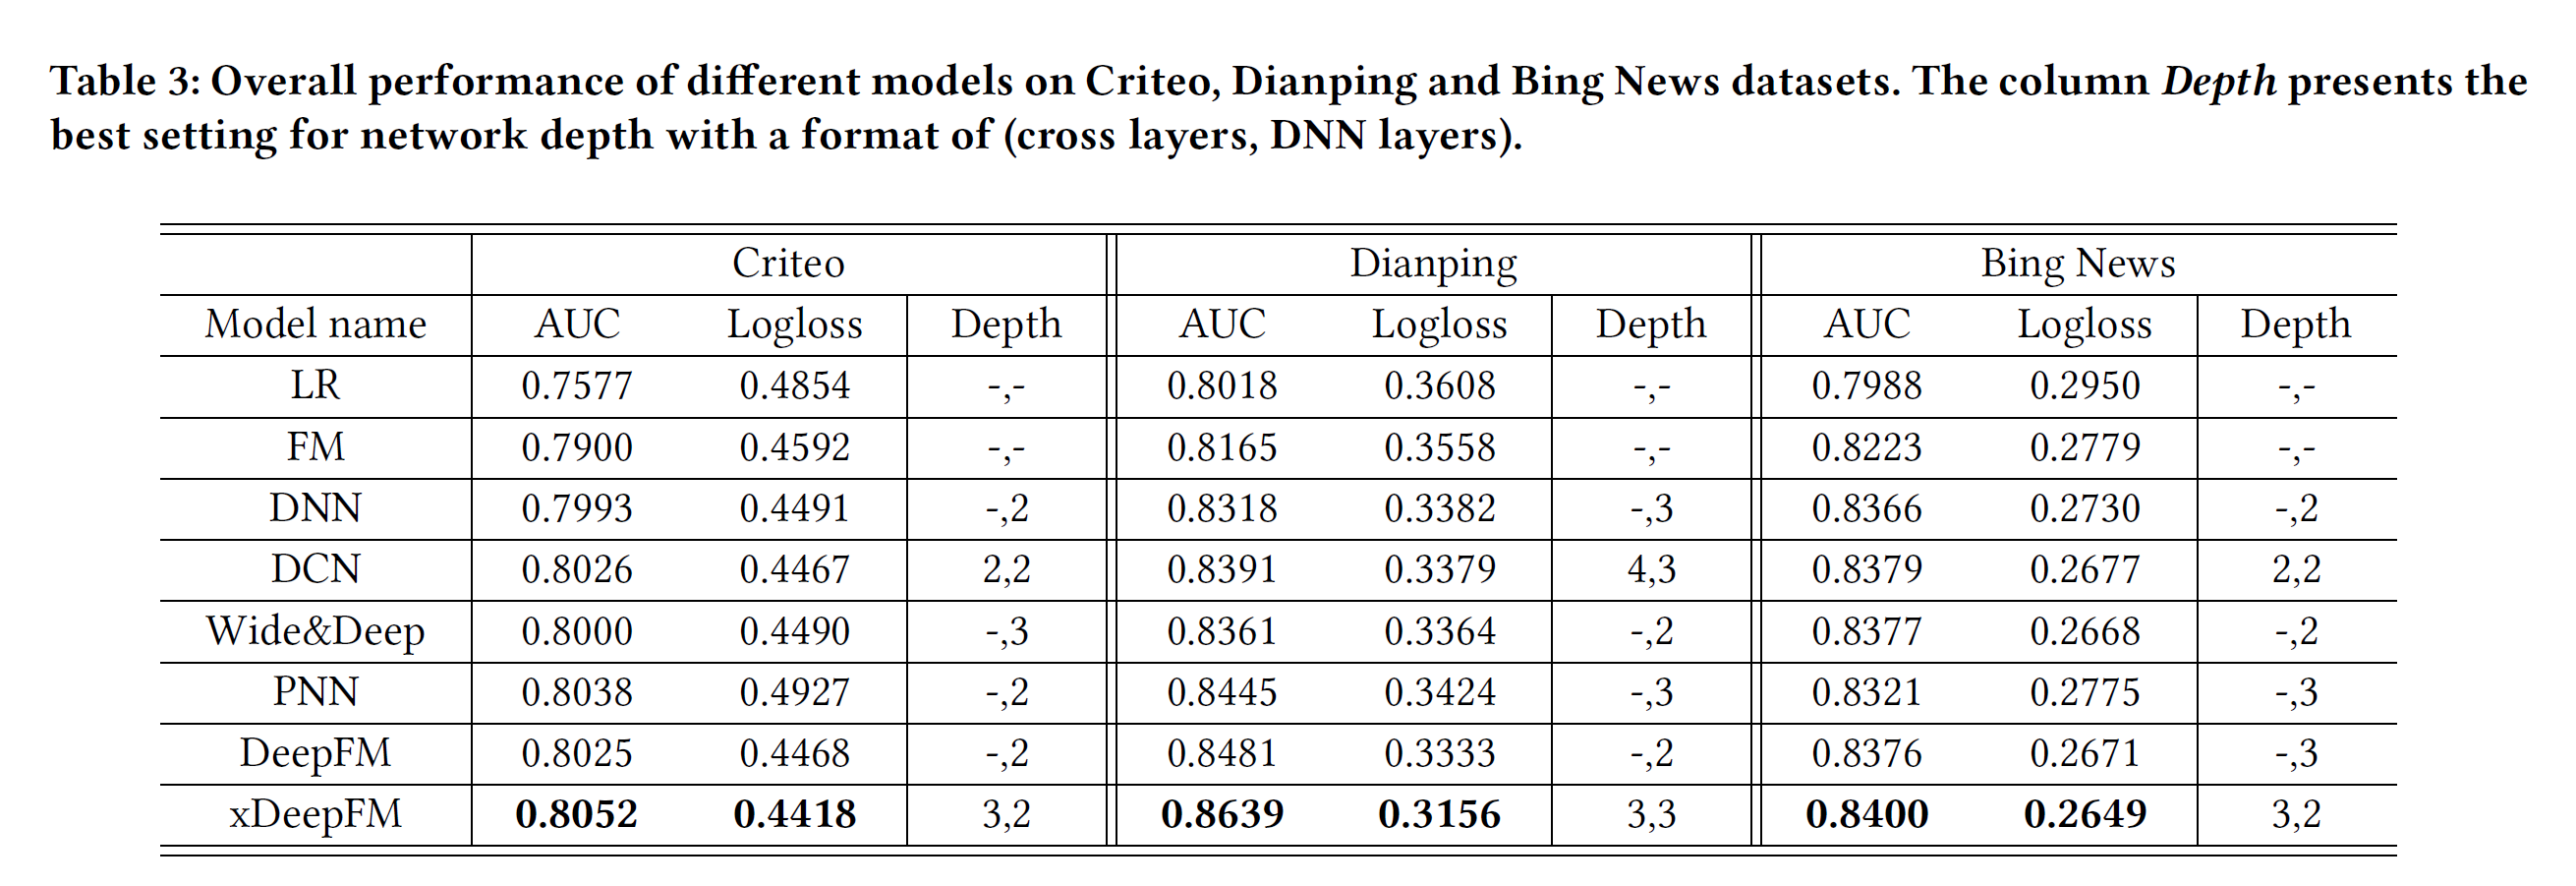 Table 3: Overall performance of different models on Criteo, Dianping and Bing News datasets. The column Depth presents the
best setting for network depth with a format of (cross layers, DNN layers).
Criteo Dianping Bing News
Model name AUC Logloss Depth AUC Logloss Depth AUC Logloss Depth
LR 0.7577 0.4854 -,- 0.8018 0.3608 -,- 0.7988 0.2950 -,-
FM 0.7900 0.4592 -,- 0.8165 0.3558 -,- 0.8223 0.2779 -,-
DNN 0.7993 0.4491 -,2 0.8318 0.3382 -,3 0.8366 0.2730 -,2
DCN 0.8026 0.4467 2,2 0.8391 0.3379 4,3 0.8379 0.2677 2,2
Wide&Deep 0.8000 0.4490 -,3 0.8361 0.3364 -,2 0.8377 0.2668 -,2
PNN 0.8038 0.4927 -,2 0.8445 0.3424 -,3 0.8321 0.2775 -,3
DeepFM 0.8025 0.4468 -,2 0.8481 0.3333 -,2 0.8376 0.2671 -,3
xDeepFM 0.8052 0.4418 3,2 0.8639 0.3156 3,3 0.8400 0.2649 3,2